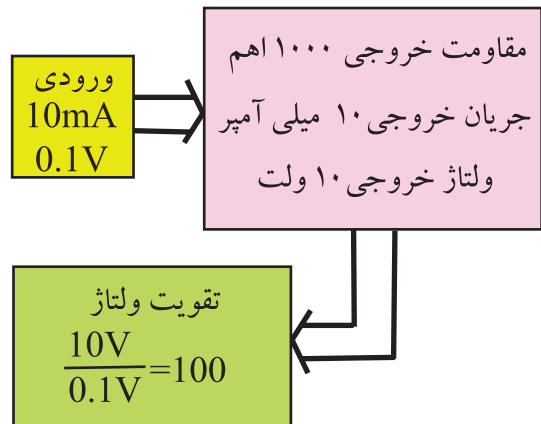 ورودی
10mA
0.1V
مقاومت خروجی ۱۰۰۰ اهم
جریان خروجی ۱۰ میلی آمپر
ولتاژ خروجی ۱۰ ولت
تقویت ولتاژ
10V
0.1V =100